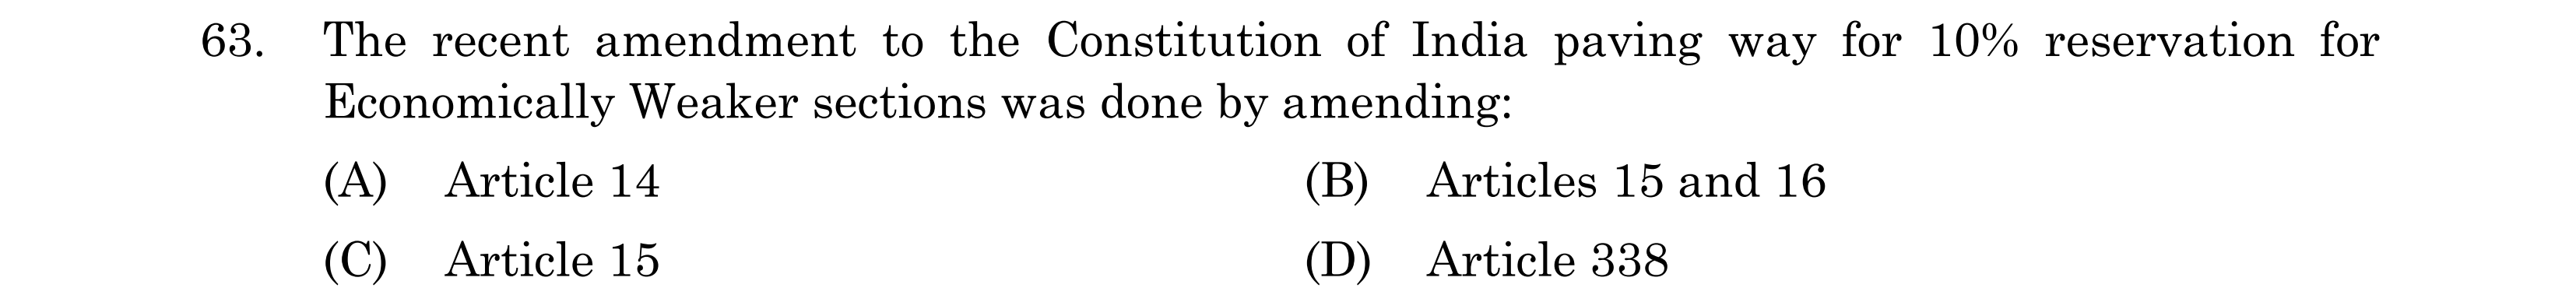 63. The recent amendment to the Constitution of India paving way for 10% reservation for
Economically Weaker sections was done by amending:
(A) Article 14 (B) Articles 15 and 16
(C) Article 15 (D) Article 338